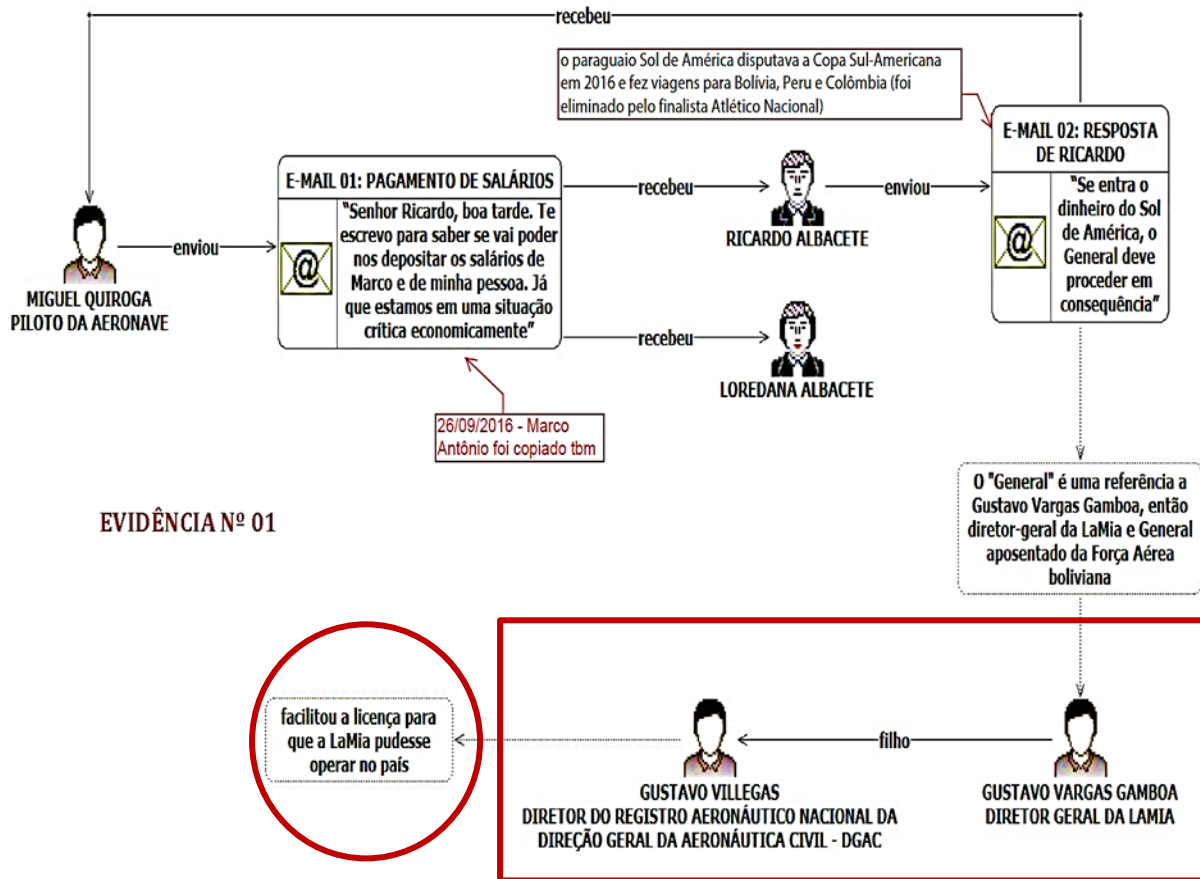 recebeu
o paraguaio Sol de América disputava a Copa Sul-Americana
em 2016 e fez viagens para Bolívia, Peru e Colômbia (foi
eliminado pelo finalista Atlético Nacional)
MIGUEL QUIROGA
PILOTO DA AERONAVE
enviou
E-MAIL 01: PAGAMENTO DE SALÁRIOS
@
“Senhor Ricardo, boa tarde. Te
escrevo para saber se vai poder
nos depositar os salários de
Marco e de minha pessoa. Já
que estamos em uma situação
crítica economicamente”
recebeu
RICARDO ALBACETE
enviou
recebeu
LOREDANA ALBACETE
E-MAIL 02: RESPOSTA
DE RICARDO
@
“Se entra o
dinheiro do Sol
de América, o
General deve
proceder em
consequência”
26/09/2016 - Marco
Antônio foi copiado tbm
EVIDÊNCIA Nº 01
O "General" é uma referência a
Gustavo Vargas Gamboa, então
diretor-geral da LaMia e General
aposentado da Força Aérea
boliviana
facilitou a licença para
que a LaMia pudesse
operar no país
filho
GUSTAVO VILLEGAS
DIRETOR DO REGISTRO AERONÁUTICO NACIONAL DA
DIREÇÃO GERAL DA AERONÁUTICA CIVIL - DGAC
GUSTAVO VARGAS GAMBOA
DIRETOR GERAL DA LAMIA